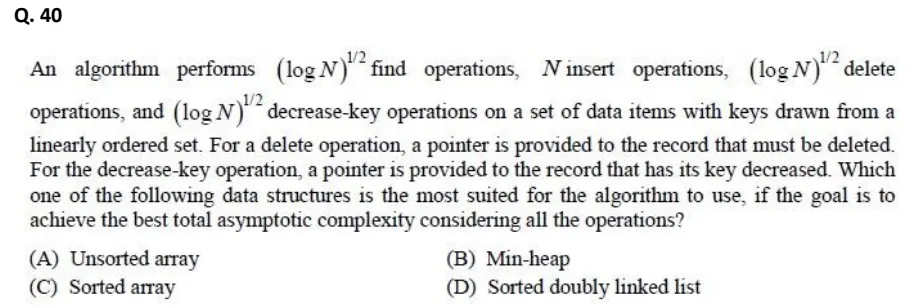 Q. 40
An algorithm performs (log N)^1/2 find operations, N insert operations, (log N)^1/2 delete
operations, and (log N)^1/2 decrease-key operations on a set of data items with keys drawn from a
linearly ordered set. For a delete operation, a pointer is provided to the record that must be deleted.
For the decrease-key operation, a pointer is provided to the record that has its key decreased. Which
one of the following data structures is the most suited for the algorithm to use, if the goal is to
achieve the best total asymptotic complexity considering all the operations?
(A) Unsorted array (B) Min-heap
(C) Sorted array (D) Sorted doubly linked list